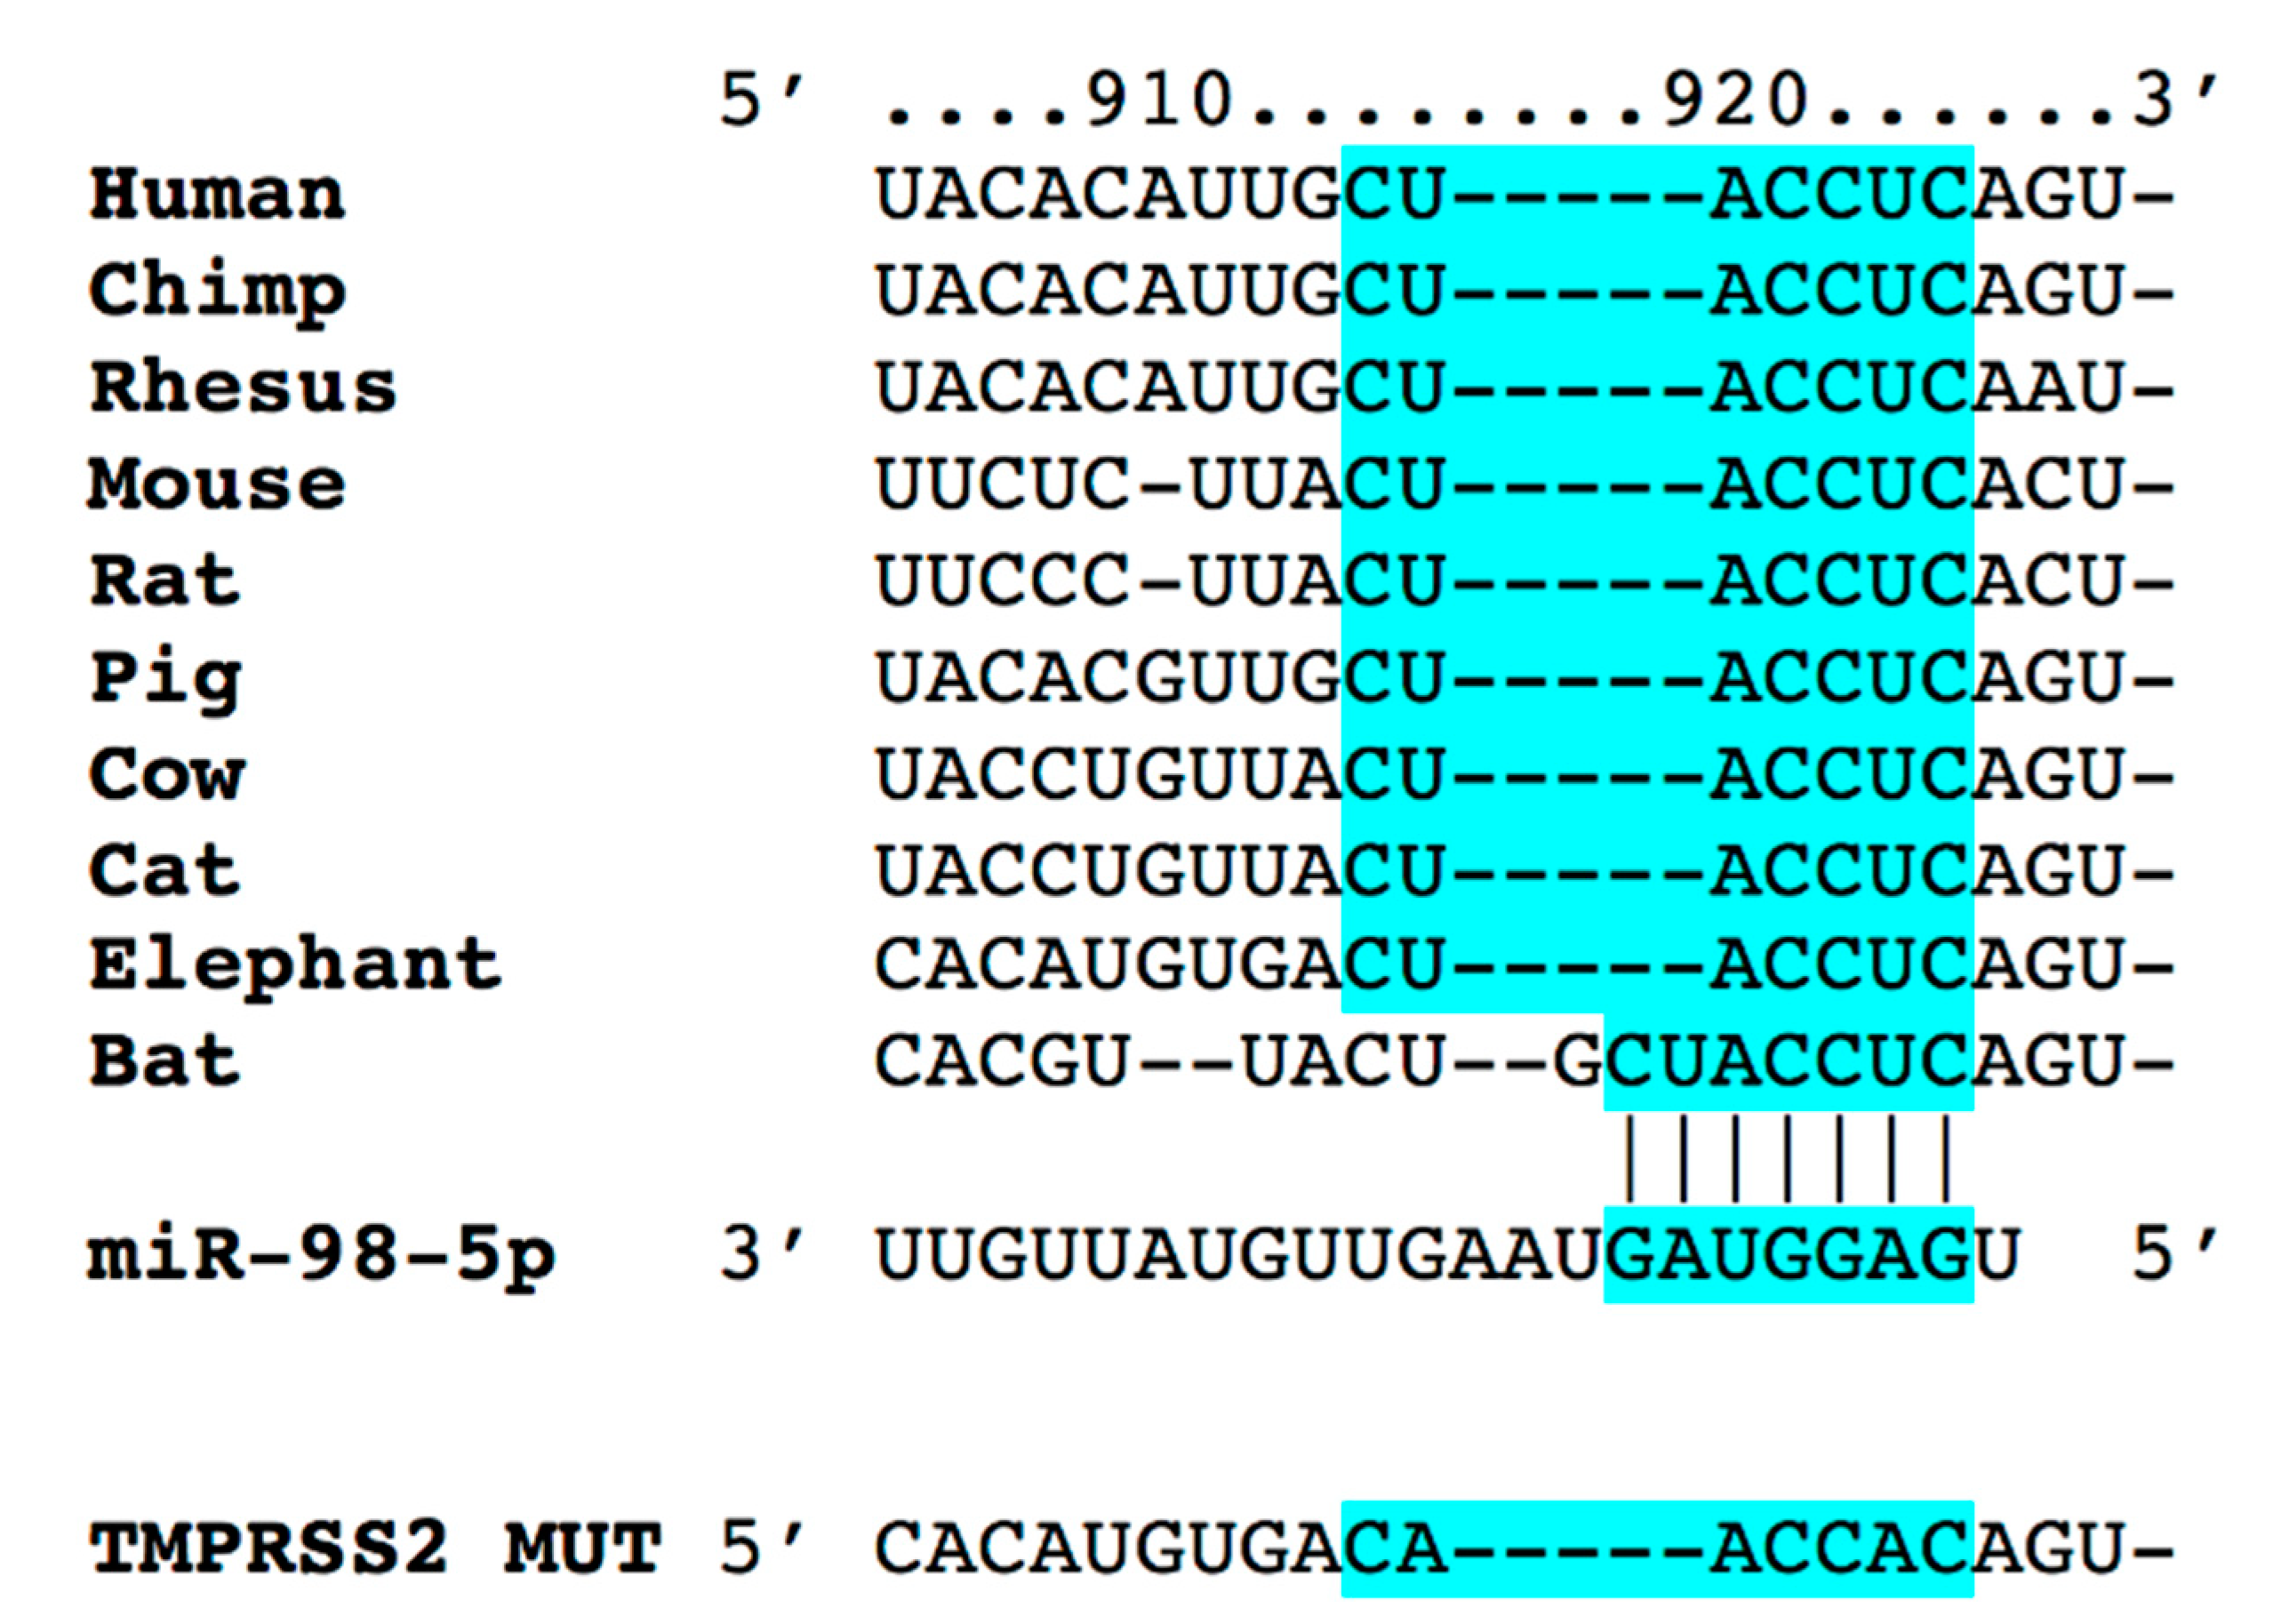 5’ ....910........920......3’
Human UACACAUUGCU-----ACCUCAGU-
Chimp UACACAUUGCU-----ACCUCAGU-
Rhesus UACACAUUGCU-----ACCUCAAU-
Mouse UUCUC-UUACU-----ACCUCACU-
Rat UUCCC-UUACU-----ACCUCACU-
Pig UACACGUUGCU-----ACCUCAGU-
Cow UACCUGUUACU-----ACCUCAGU-
Cat UACCUGUUACU-----ACCUCAGU-
Elephant CACAUGUGACU-----ACCUCAGU-
Bat CACGU--UACU--GCUACCUCAGU-
|||||||
miR-98-5p 3’ UUGUUAUGUUGAAUGAUGGAGU 5’
TMPRSS2 MUT 5’ CACAUGUGACA-----ACCACAGU-